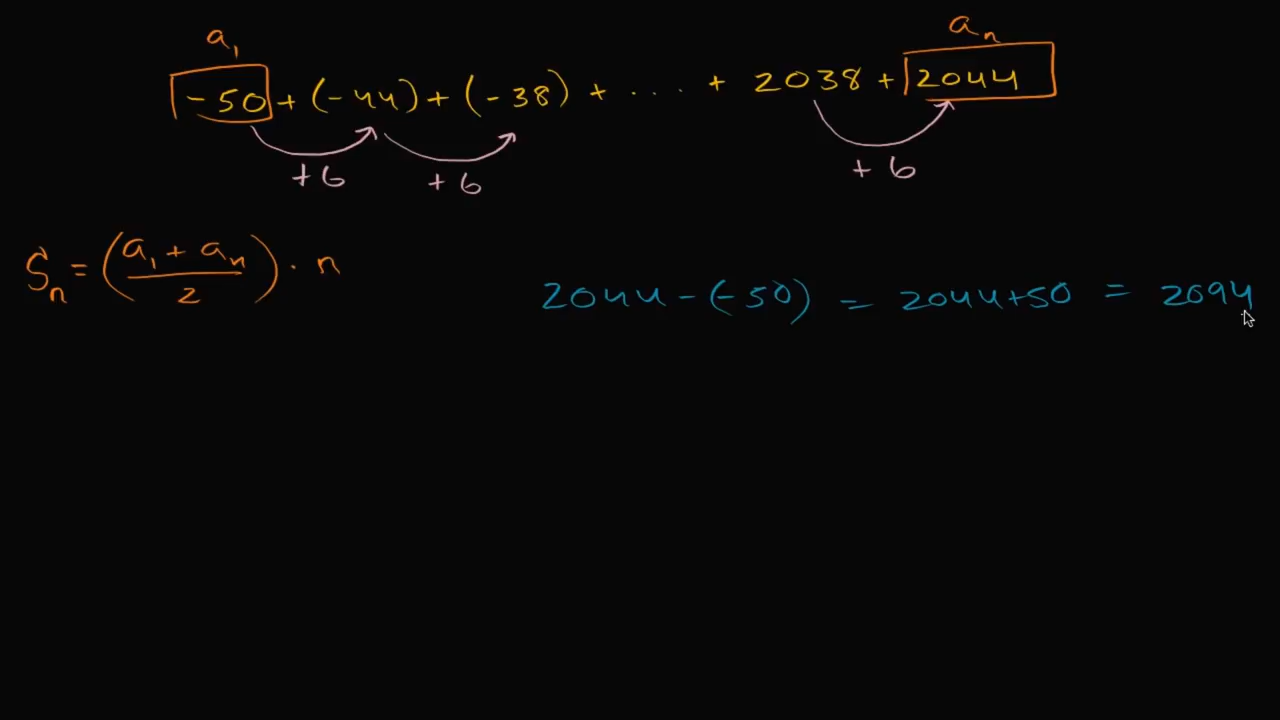 a₁ aₙ
-50 + (-44) + (-38) + ... + 2038 + 2044
+6 +6 +6
Sₙ = (a₁ + aₙ / 2) · n
2044 - (-50) = 2044+50 = 2094